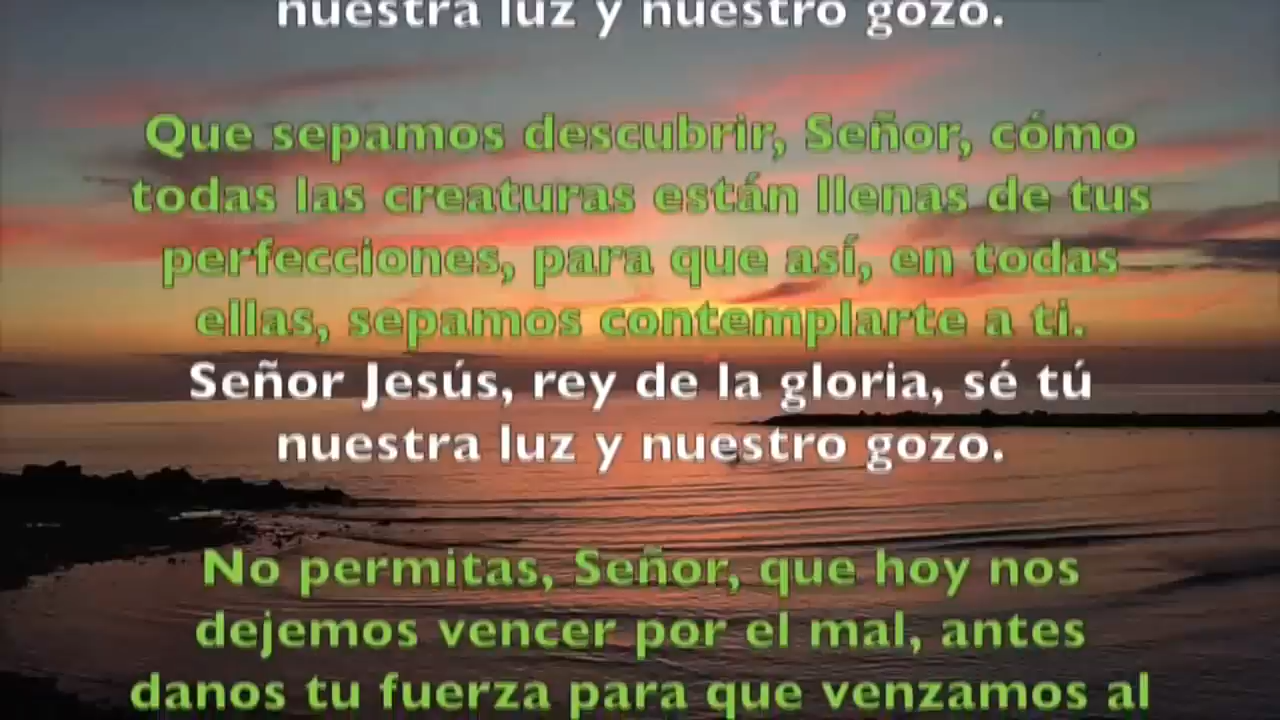 nuestra luz y nuestro gozo.
Que sepamos descubrir, Señor, cómo
todas las creaturas están llenas de tus
perfecciones, para que así, en todas
ellas, sepamos contemplarte a ti.
Señor Jesús, rey de la gloria, sé tú
nuestra luz y nuestro gozo.
No permitas, Señor, que hoy nos
dejemos vencer por el mal, antes
danos tu fuerza para que venzamos al